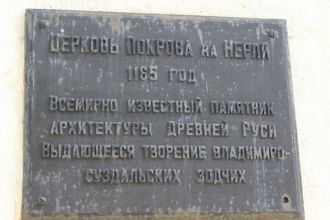 Церковь Покрова на Нерли
1165 год
Всемирно известный памятник
архитектуры Древней Руси
Выдающееся творение Владимиро-
суздальских зодчих